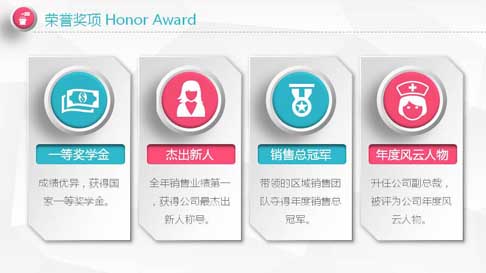 荣誉奖项 Honor Award
一等奖学金
成绩优异，获得国
家一等奖学金。
杰出新人
全年销售业绩第一
，获得公司最杰出
新人称号。
销售总冠军
带领的区域销售团
队夺得年度销售总
冠军。
年度风云人物
升任公司副总裁，
被评为公司年度风
云人物。